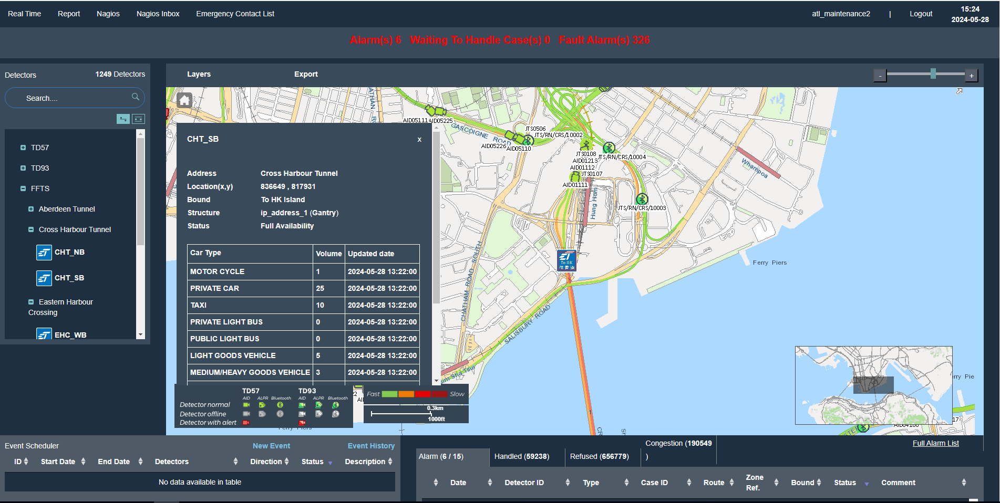 Real Time Report Nagios Nagios Inbox Emergency Contact List atl_maintenance2 | Logout 15:24
2024-05-28
Alarm(s) 6 Waiting To Handle Case(s) 0 Fault Alarm(s) 326
Detectors 1249 Detectors
Search....
TD57
TD93
FFTS
Aberdeen Tunnel
Cross Harbour Tunnel
CHT_NB
CHT_SB
Eastern Harbour
Crossing
EHC_WB
Layers Export - +
CHT_SB x
Address Cross Harbour Tunnel
Location(x,y) 836649 , 817931
Bound To HK Island
Structure ip_address_1 (Gantry)
Status Full Availability
Car Type Volume Updated date
MOTOR CYCLE 1 2024-05-28 13:22:00
PRIVATE CAR 25 2024-05-28 13:22:00
TAXI 10 2024-05-28 13:22:00
PRIVATE LIGHT BUS 0 2024-05-28 13:22:00
PUBLIC LIGHT BUS 0 2024-05-28 13:22:00
LIGHT GOODS VEHICLE 5 2024-05-28 13:22:00
MEDIUM/HEAVY GOODS VEHICLE 3 2024-05-28 13:22:00
ATHAN RO
AID05111 AID05225
GASCOIGNE ROAD
JTS0506
JTS/RN/CRS/10002
AID05226 AID05110
JTS0108 JTS/RN/CRS/10004
AID01213
AID01112
JTS0107
AID01111
Whampoa
Hung Hom
JTS/RN/CRS/10003
CHATHAM ROAD SOUTH
To HK
Ferry Piers
SALISBURY ROAD
sim Sha Tsui
1
rry Pie
17
TD57 TD93
AID ALPR Bluetooth AID ALPR Bluetooth
Detector normal
Detector offline
Detector with alert
Fast Slow
0.3km
1000ft
Ferry Piers
Event Scheduler New Event Event History
ID Start Date End Date Detectors Direction Status Description
No data available in table
Alarm (6 / 15) Handled (59238) Refused (656779) Congestion (190549
)
Full Alarm List
Date Detector ID Type Case ID Route Zone
Ref. Bound Status Comment